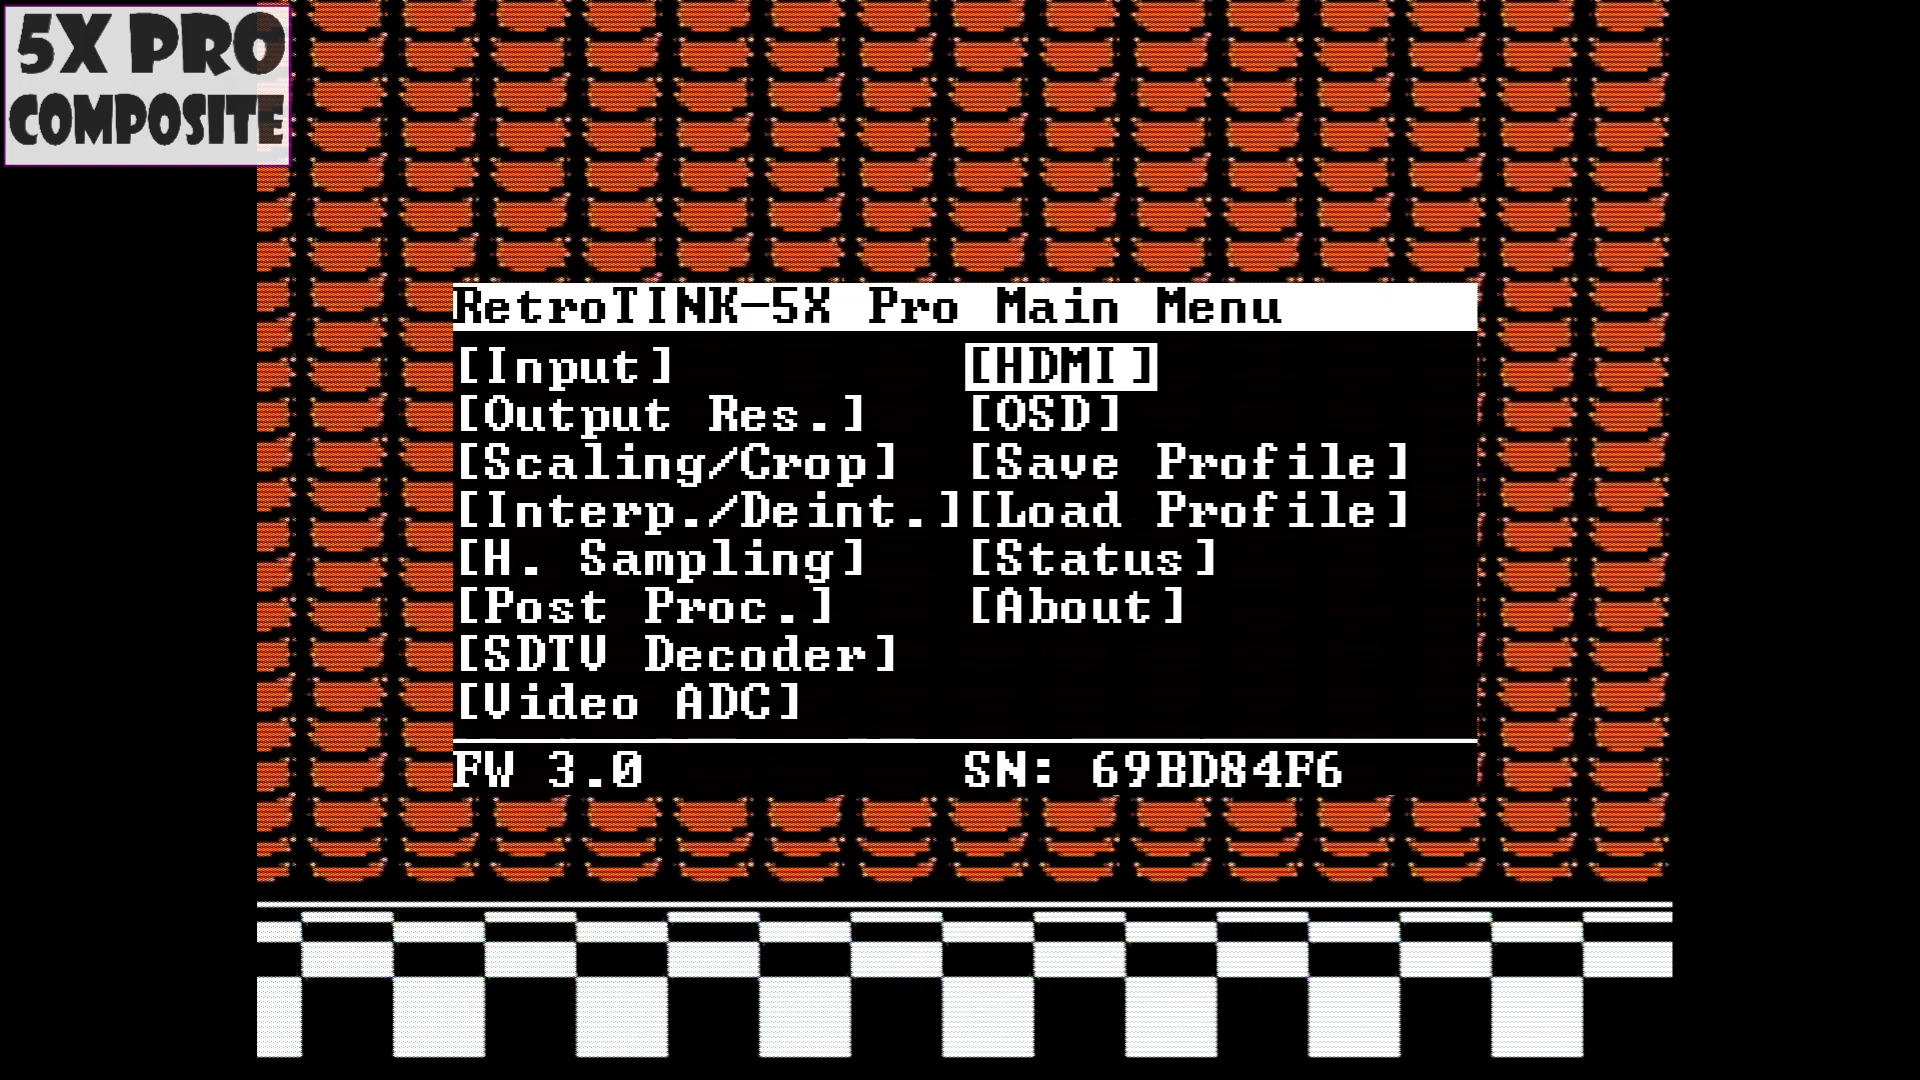 5X PRO
COMPOSITE
RetroTINK-5X Pro Main Menu
[Input] [HDMI]
[Output Res.] [OSD]
[Scaling/Crop] [Save Profile]
[Interp./Deint.] [Load Profile]
[H. Sampling] [Status]
[Post Proc.] [About]
[SDTV Decoder]
[Video ADC]
FW 3.0 SN: 69BD84F6